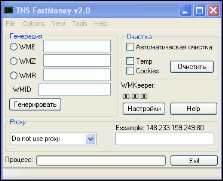 TNS FastMoney v2.0
File Options View Tools Help
Генерация
WME
WMZ
WMR
WMID
Генерировать
Очистка
Автоматическая очистка
Temp
Cookies
Очистить
WMKeeper:
00.00.00
Настройки Help
Proxy
Do not use proxy
Example: 148.233.159.249:80
Процесс:
Exit